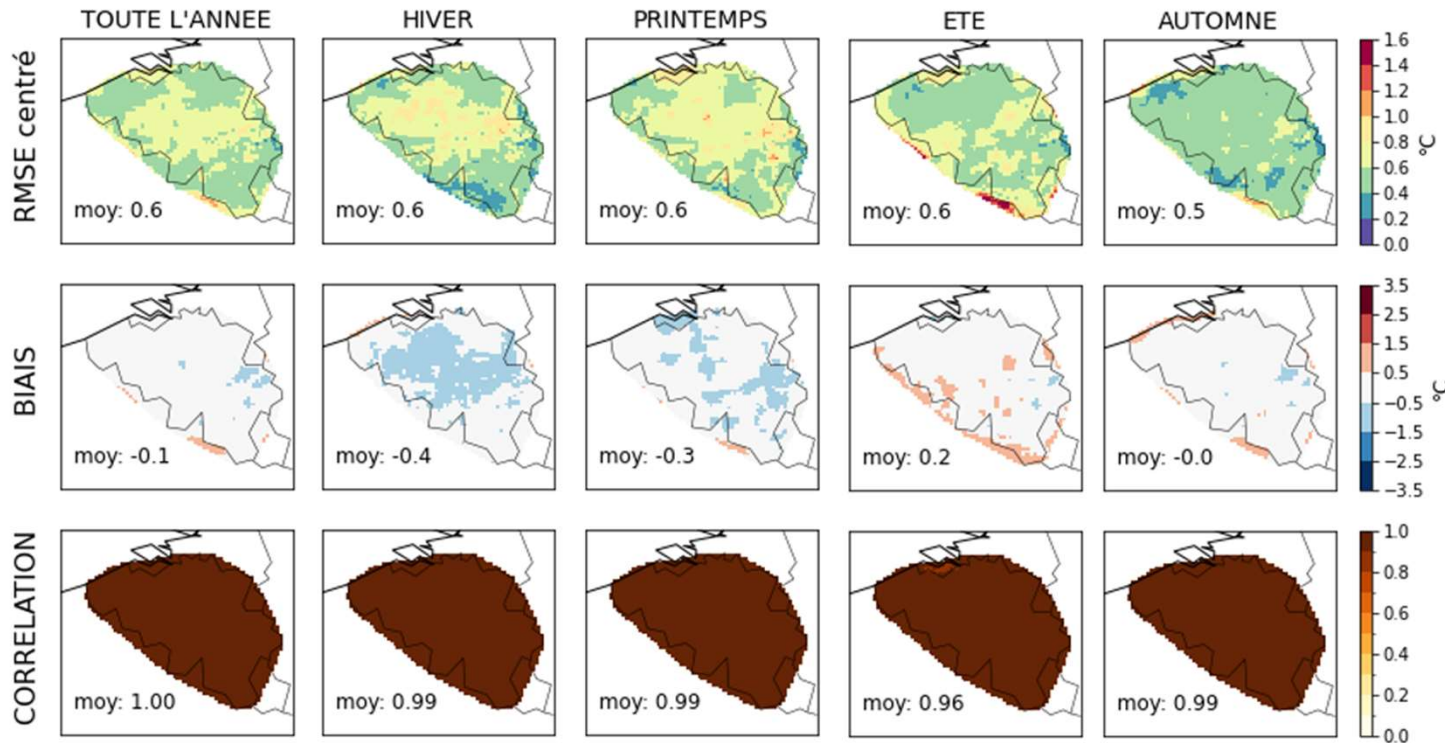 TOUTE L'ANNEE HIVER PRINTEMPS ETE AUTOMNE
RMSE centré
moy: 0.6 moy: 0.6 moy: 0.6 moy: 0.6 moy: 0.5
1.6
1.4
1.2
1.0
0.8
0.6
0.4
0.2
0.0
°C
BIAIS
moy: -0.1 moy: -0.4 moy: -0.3 moy: 0.2 moy: -0.0
3.5
2.5
1.5
0.5
−0.5
−1.5
−2.5
−3.5
°C
CORRELATION
moy: 1.00 moy: 0.99 moy: 0.99 moy: 0.96 moy: 0.99
1.0
0.8
0.6
0.4
0.2
0.0